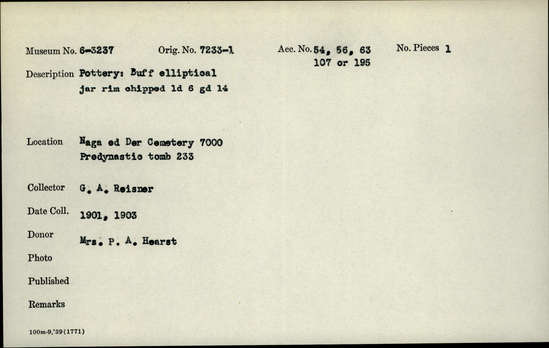 Museum No. 6-3237 Orig. No. 7233-1 Acc. No. 54, 56, 63 No. Pieces 1
107 or 195
Description Pottery: Buff elliptical
jar rim chipped ld 6 gd 14
Location Naga ed Der Cemetery 7000
Predynastic tomb 233
Collector G. A. Reisner
Date Coll. 1901, 1903
Donor Mrs. P. A. Hearst
Photo
Published
Remarks
100m-9,'39(1771)